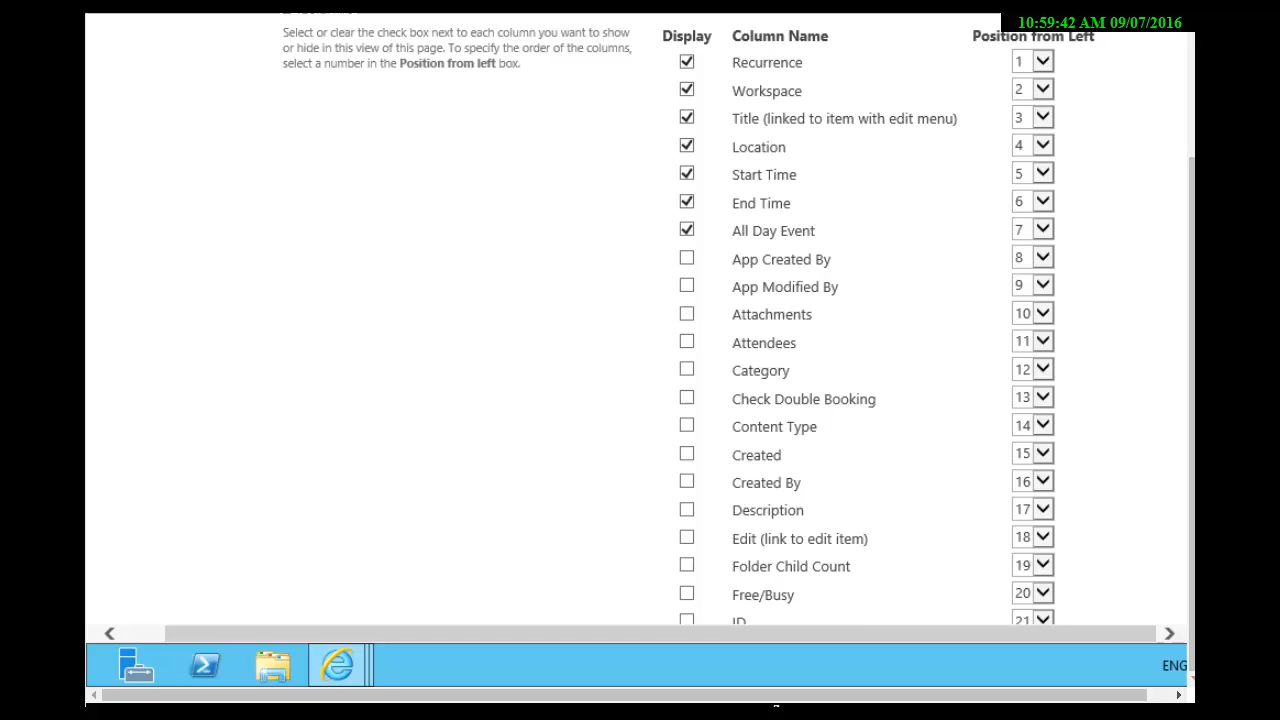 10:59:42 AM 09/07/2016
Select or clear the check box next to each column you want to show
or hide in this view of this page. To specify the order of the columns,
select a number in the Position from left box.
Display Column Name Position from Left
Recurrence 1
Workspace 2
Title (linked to item with edit menu) 3
Location 4
Start Time 5
End Time 6
All Day Event 7
App Created By 8
App Modified By 9
Attachments 10
Attendees 11
Category 12
Check Double Booking 13
Content Type 14
Created 15
Created By 16
Description 17
Edit (link to edit item) 18
Folder Child Count 19
Free/Busy 20
ID 21
ENG